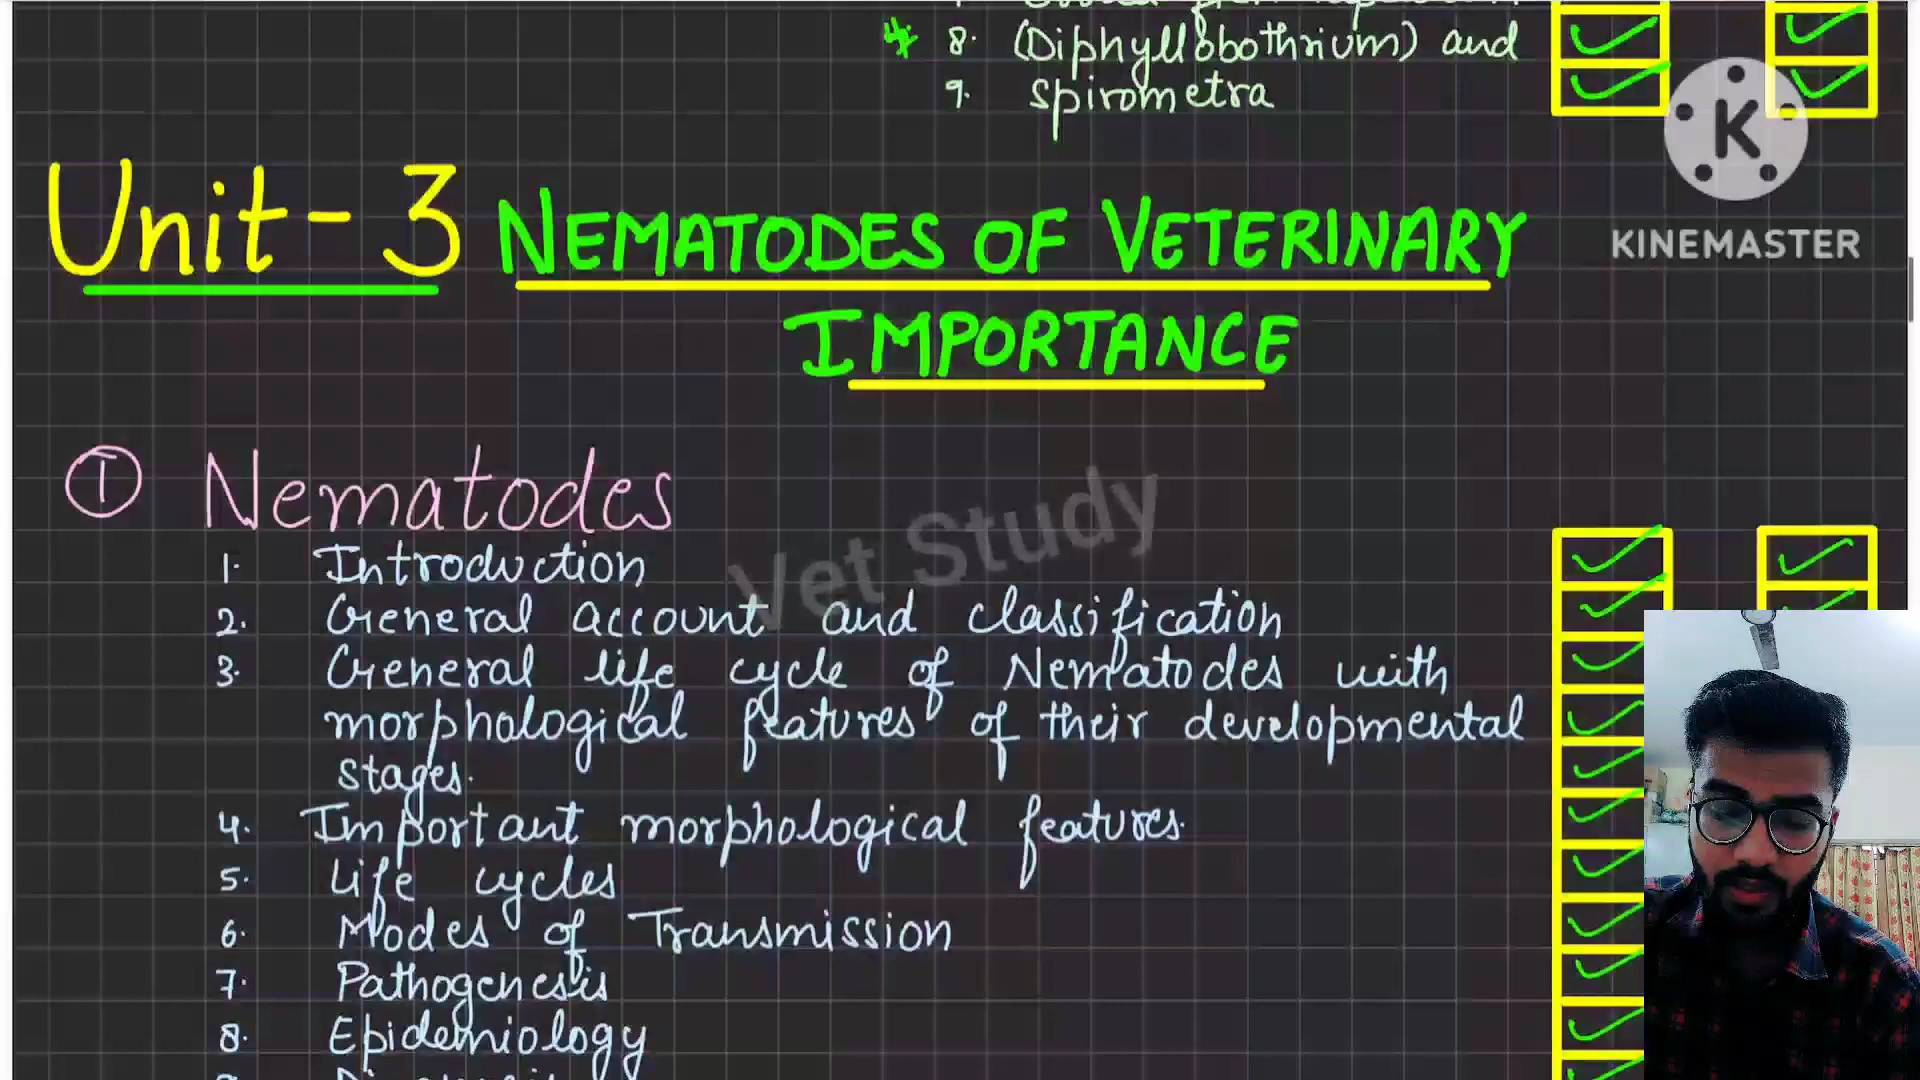 8. (Diphyllobothrium) and
9. Spirometra
K
KINEMASTER
Unit-3 NEMATODES OF VETERINARY
IMPORTANCE
① Nematodes
Vet Study
1. Introduction
2. General account and classification
3. General life cycle of Nematodes with
morphological features of their developmental
stages.
4. Important morphological features.
5. Life cycles
6. Modes of Transmission
7. Pathogenesis
8. Epidemiology